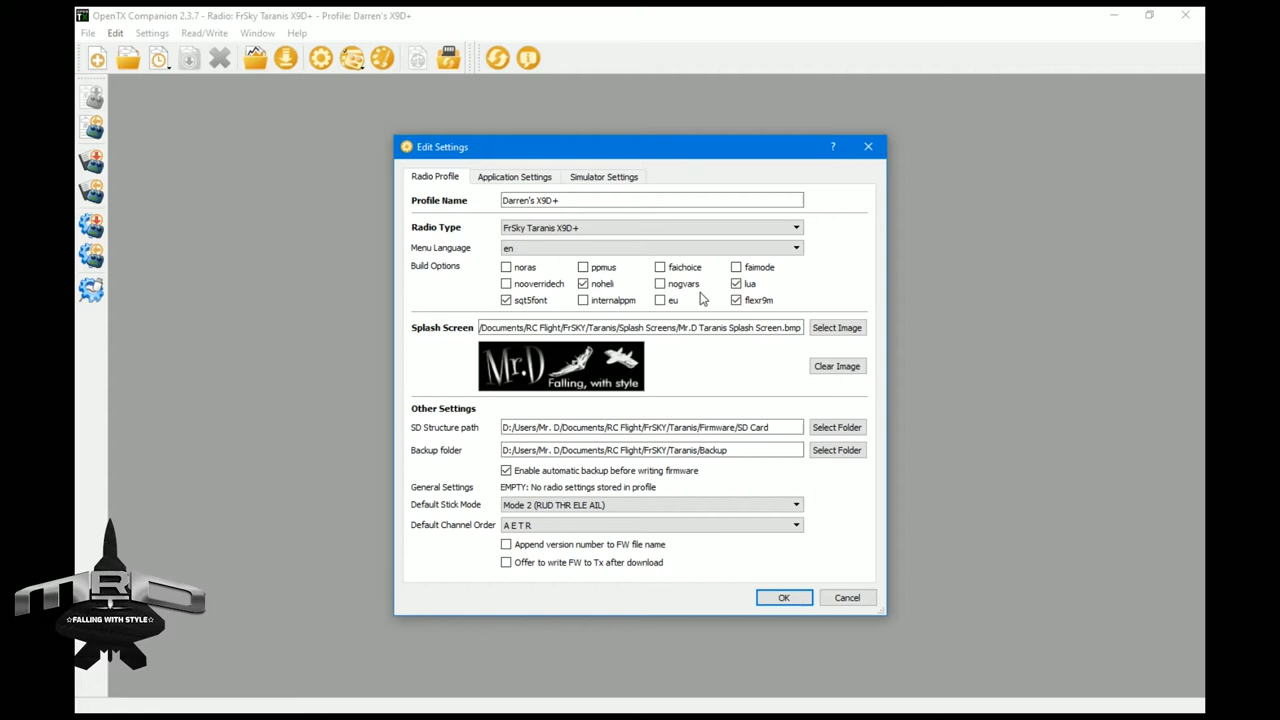 OpenTX Companion 2.3.7 - Radio: FrSky Taranis X9D+ - Profile: Darren's X9D+
File Edit Settings Read/Write Window Help
Edit Settings
Radio Profile Application Settings Simulator Settings
Profile Name Darren's X9D+
Radio Type FrSky Taranis X9D+
Menu Language en
Build Options noras ppmus faichoice faimode
nooverridech noheli nogvars lua
sqt5font internalppm eu flexr9m
Splash Screen /Documents/RC Flight/FrSKY/Taranis/Splash Screens/Mr.D Taranis Splash Screen.bmp Select Image
Mr.D
Falling, with style
Clear Image
Other Settings
SD Structure path D:/Users/Mr. D/Documents/RC Flight/FrSKY/Taranis/Firmware/SD Card Select Folder
Backup folder D:/Users/Mr. D/Documents/RC Flight/FrSKY/Taranis/Backup Select Folder
Enable automatic backup before writing firmware
General Settings EMPTY: No radio settings stored in profile
Default Stick Mode Mode 2 (RUD THR ELE AIL)
Default Channel Order A E T R
Append version number to FW file name
Offer to write FW to Tx after download
OK Cancel
MRD
☆FALLING WITH STYLE☆